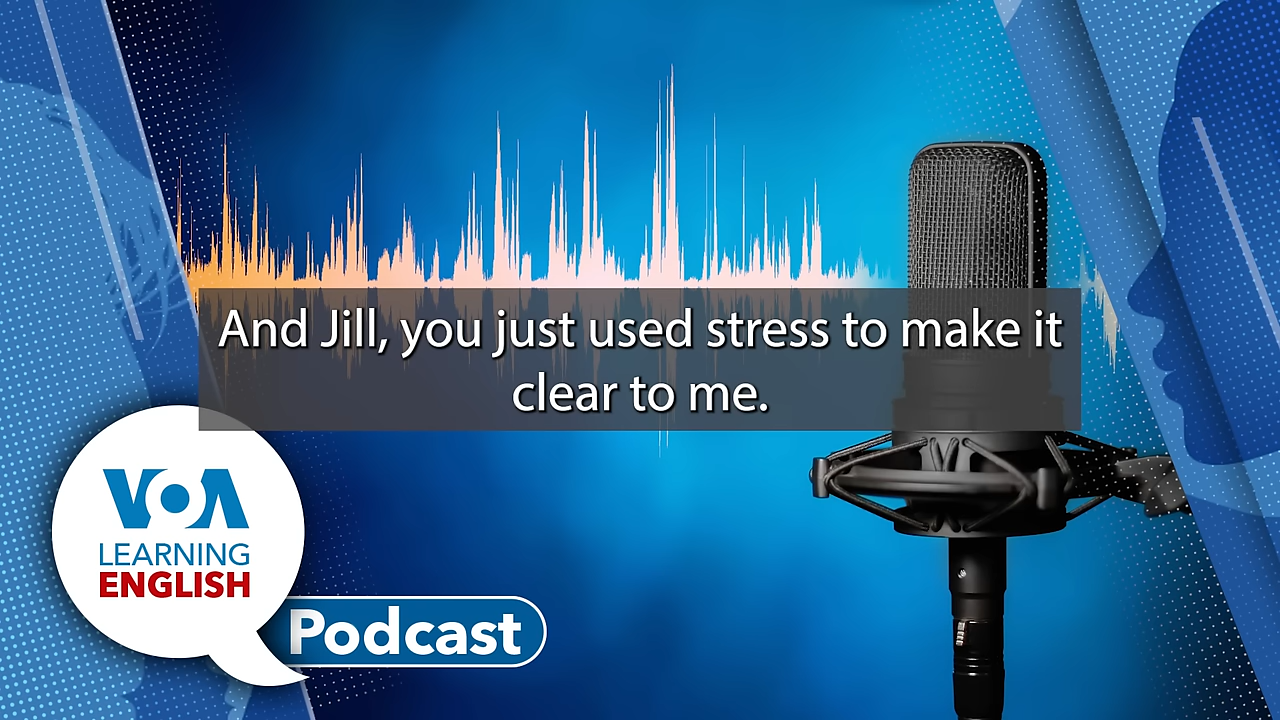 And Jill, you just used stress to make it
clear to me.
VOA
LEARNING
ENGLISH
Podcast